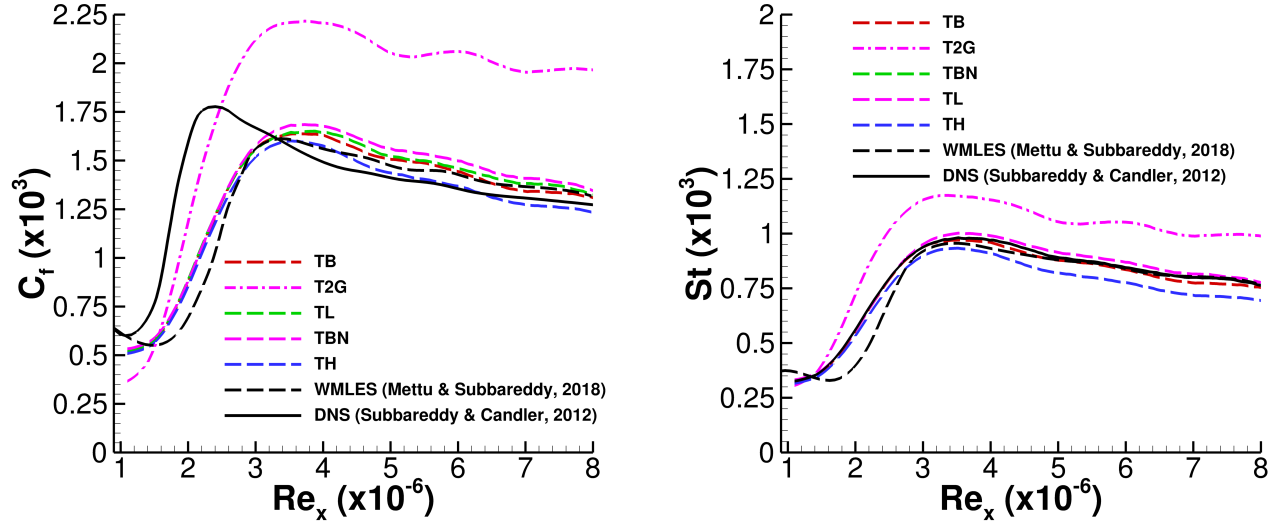 2.25
2
1.75
1.5
1.25
1
0.75
0.5
0.25
0
C_f (x10^3)
TB
T2G
TL
TBN
TH
WMLES (Mettu & Subbareddy, 2018)
DNS (Subbareddy & Candler, 2012)
1 2 3 4 5 6 7 8
Re_x (x10^-6)
2
1.75
1.5
1.25
1
0.75
0.5
0.25
0
St (x10^3)
TB
T2G
TBN
TL
TH
WMLES (Mettu & Subbareddy, 2018)
DNS (Subbareddy & Candler, 2012)
1 2 3 4 5 6 7 8
Re_x (x10^-6)